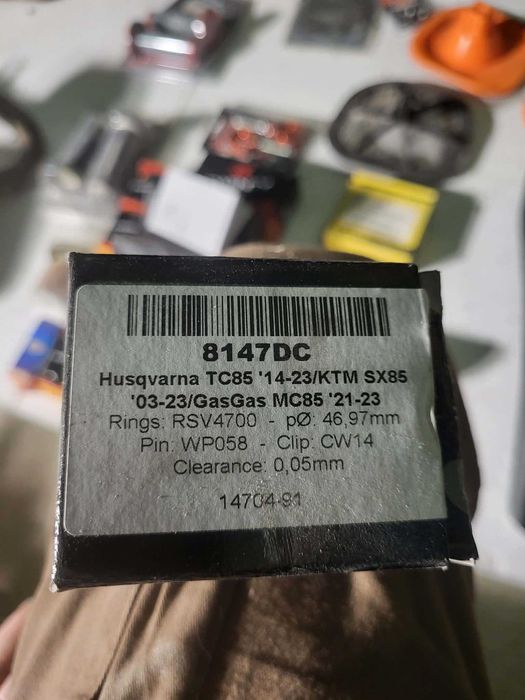 8147DC
Husqvarna TC85 '14-23/KTM SX85
'03-23/GasGas MC85 '21-23
Rings: RSV4700 - pØ: 46,97mm
Pin: WP058 - Clip: CW14
Clearance: 0,05mm
14704-91